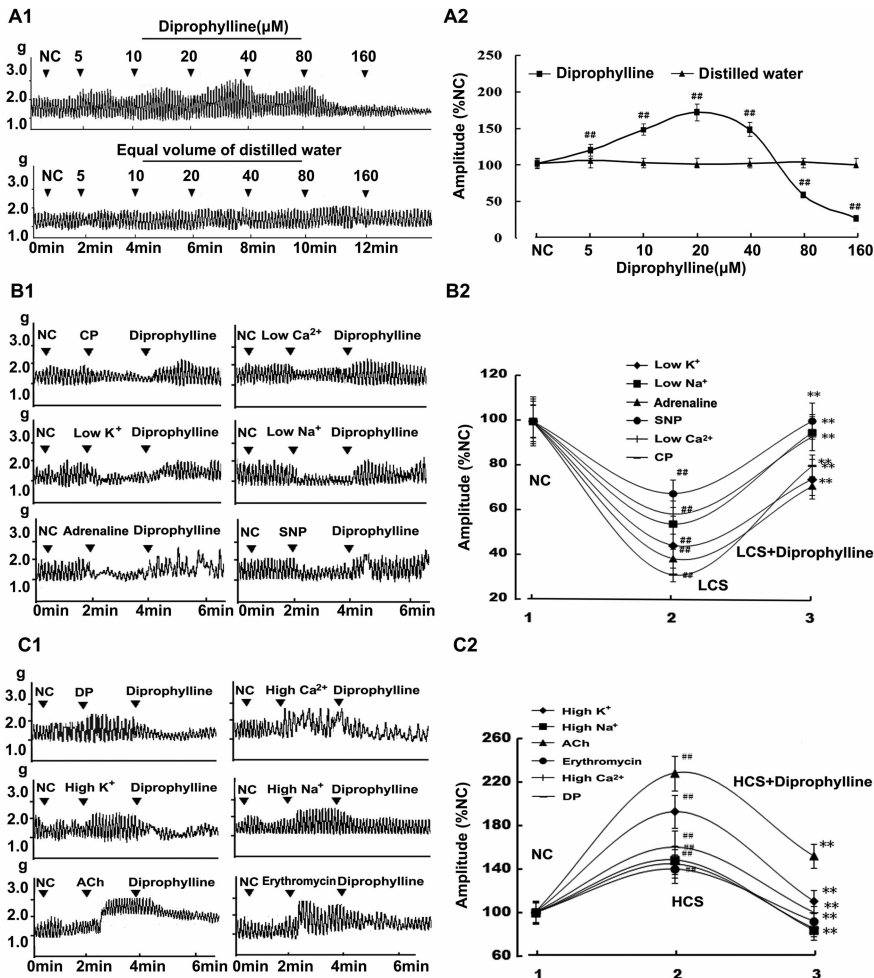 A1
Diprophylline(μM)
g
NC 5 10 20 40 80 160
3.0
2.0
1.0
g
Equal volume of distilled water
NC 5 10 20 40 80 160
3.0
2.0
1.0
0min 2min 4min 6min 8min 10min 12min
A2
Amplitude (%NC)
250
200
150
100
50
0
Diprophylline Distilled water
##
##
##
##
##
##
NC 5 10 20 40 80 160
Diprophylline(μM)
B1
g
3.0
2.0
1.0
NC CP Diprophylline
NC Low Ca²⁺ Diprophylline
g
3.0
2.0
1.0
NC Low K⁺ Diprophylline
NC Low Na⁺ Diprophylline
g
3.0
2.0
1.0
NC Adrenaline Diprophylline
NC SNP Diprophylline
0min 2min 4min 6min
0min 2min 4min 6min
B2
Amplitude (%NC)
120
100
80
60
40
20
Low K⁺
Low Na⁺
Adrenaline
SNP
Low Ca²⁺
CP
NC
##
##
##
##
##
**
**
**
**
**
**
LCS+Diprophylline
LCS
1 2 3
C1
g
3.0
2.0
1.0
NC DP Diprophylline
NC High Ca²⁺ Diprophylline
g
3.0
2.0
1.0
NC High K⁺ Diprophylline
NC High Na⁺ Diprophylline
g
3.0
2.0
1.0
NC ACh Diprophylline
NC Erythromycin Diprophylline
0min 2min 4min 6min
0min 2min 4min 6min
C2
Amplitude (%NC)
260
220
180
140
100
60
High K⁺
High Na⁺
ACh
Erythromycin
High Ca²⁺
DP
NC
##
##
##
##
##
##
HCS+Diprophylline
**
**
**
**
**
HCS
1 2 3